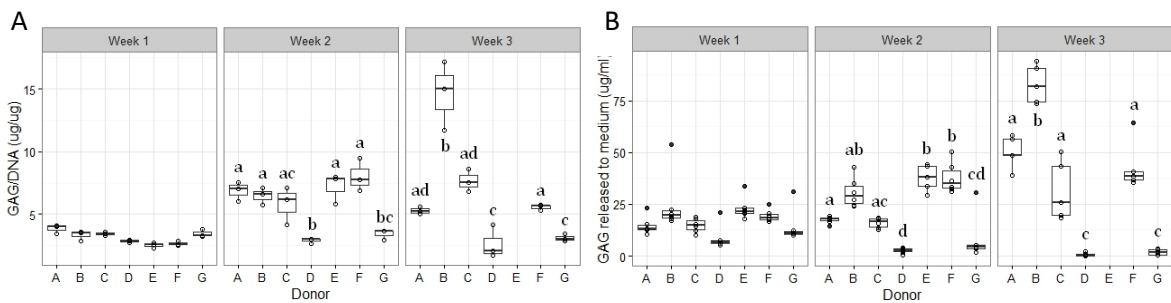 A
Week 1
Week 2
Week 3
GAG/DNA (ug/ug)
15
10
5
a
a
ac
b
a
a
bc
ad
b
ad
c
a
c
A B C D E F G
A B C D E F G
A B C D E F G
Donor
B
Week 1
Week 2
Week 3
GAG released to medium (ug/ml)
75
50
25
0
a
ab
ac
d
b
b
cd
a
b
a
c
a
c
A B C D E F G
A B C D E F G
A B C D E F G
Donor